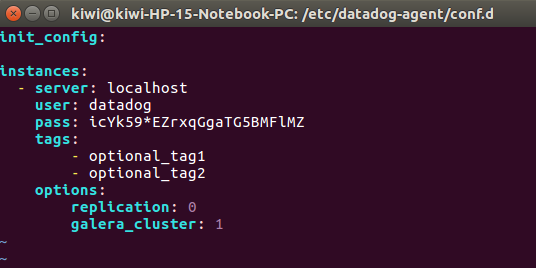 kiwi@kiwi-HP-15-Notebook-PC: /etc/datadog-agent/conf.d
init_config:
instances:
  - server: localhost
    user: datadog
    pass: icYk59*EZrxqGgaTG5BMFlMZ
    tags:
        - optional_tag1
        - optional_tag2
    options:
        replication: 0
        galera_cluster: 1
~
~